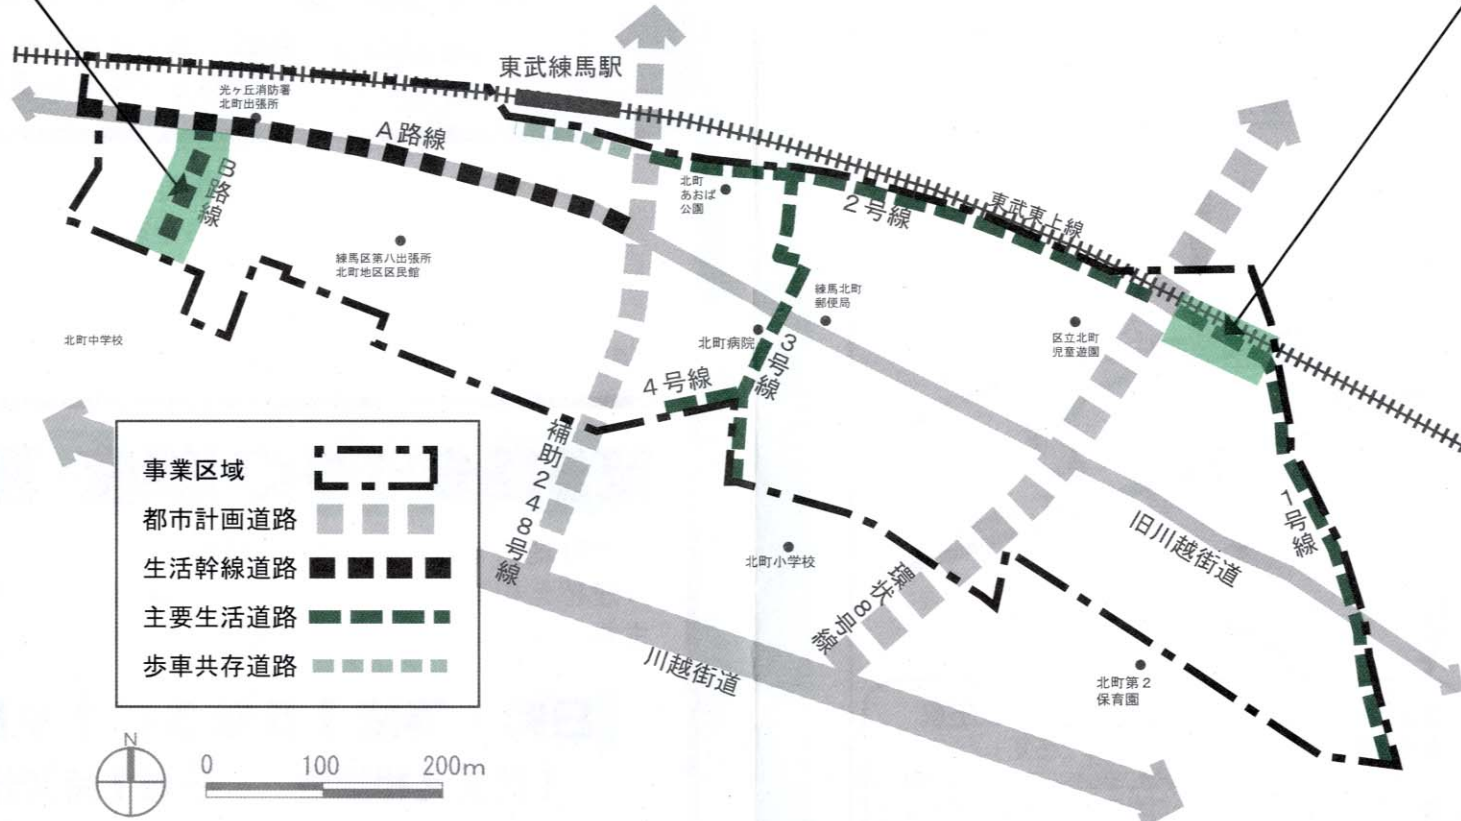 東武練馬駅
光ヶ丘消防署
北町出張所
A路線
B路線
北町
あおば
公園
2号線
東武東上線
練馬区第八出張所
北町地区区民館
練馬北町
郵便局
北町中学校
北町病院
3号線
区立北町
児童遊園
4号線
補助248号線
1号線
旧川越街道
北町小学校
環状8号線
川越街道
北町第2
保育園
事業区域
都市計画道路
生活幹線道路
主要生活道路
歩車共存道路
N
0 100 200m